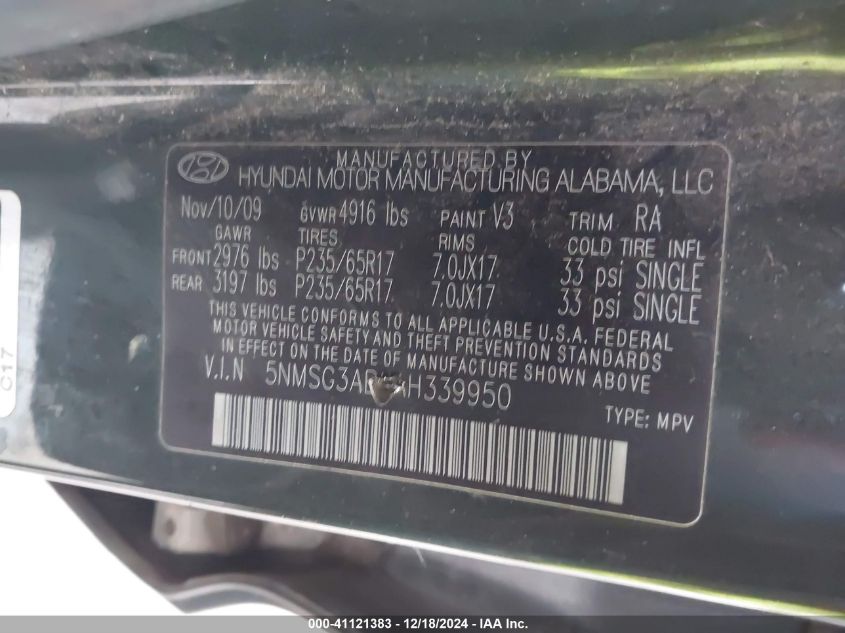 MANUFACTURED BY
HYUNDAI MOTOR MANUFACTURING ALABAMA, LLC
Nov/10/09 GVWR 4916 lbs PAINT V3 TRIM RA
GAWR TIRES RIMS COLD TIRE INFL
FRONT 2976 lbs P235/65R17 7.0JX17 33 psi SINGLE
REAR 3197 lbs P235/65R17 7.0JX17 33 psi SINGLE
THIS VEHICLE CONFORMS TO ALL APPLICABLE U.S.A. FEDERAL
MOTOR VEHICLE SAFETY AND THEFT PREVENTION STANDARDS
IN EFFECT ON THE DATE OF MANUFACTURE SHOWN ABOVE
V.I.N
TYPE: MPV
C17
000-41121383 - 12/18/2024 - IAA Inc.